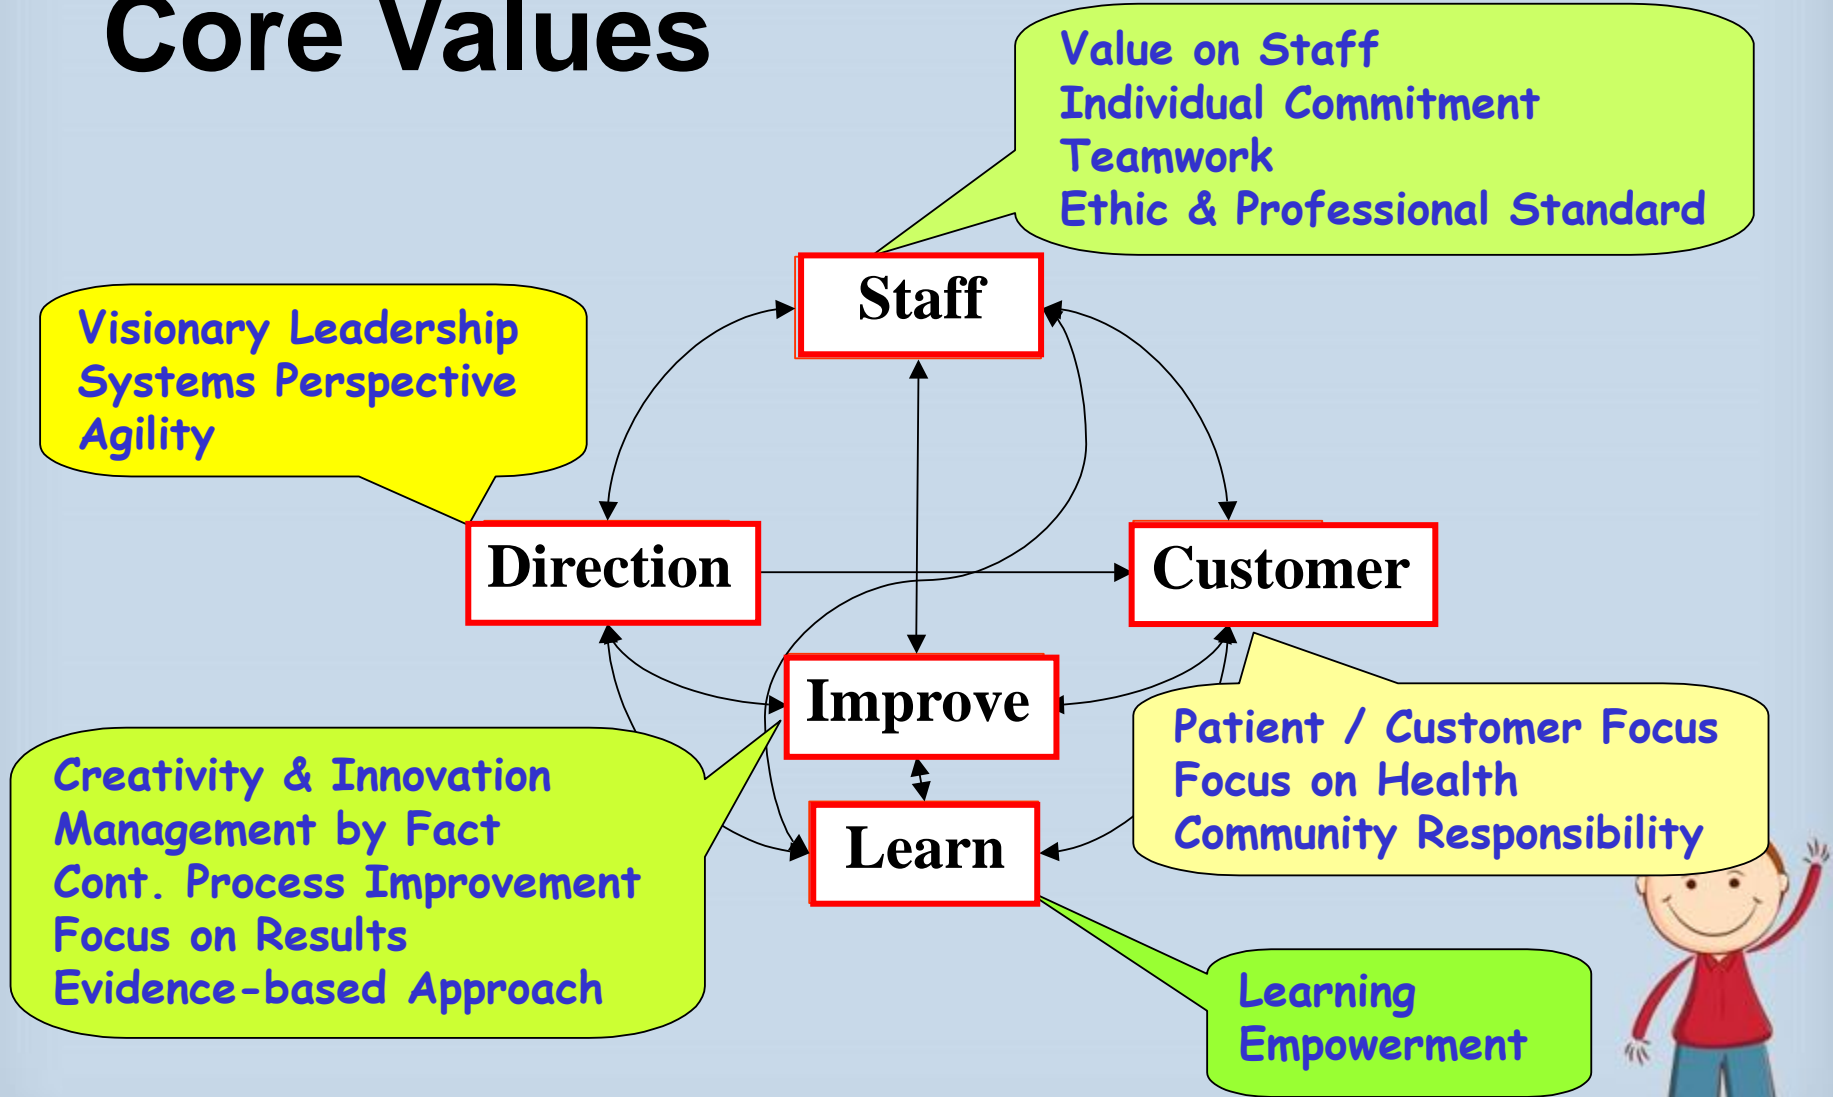 Core Values
Value on Staff
Individual Commitment
Teamwork
Ethic & Professional Standard
Staff
Visionary Leadership
Systems Perspective
Agility
Direction
Customer
Improve
Patient / Customer Focus
Focus on Health
Community Responsibility
Creativity & Innovation
Management by Fact
Cont. Process Improvement
Focus on Results
Evidence-based Approach
Learn
Learning
Empowerment